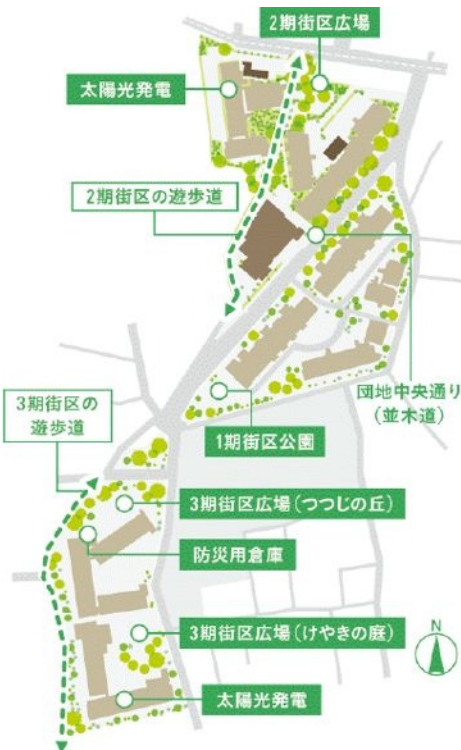 2期街区広場
太陽光発電
2期街区の遊歩道
団地中央通り
(並木道)
3期街区の
遊歩道
1期街区公園
3期街区広場(つつじの丘)
防災用倉庫
3期街区広場(けやきの庭)
N
太陽光発電